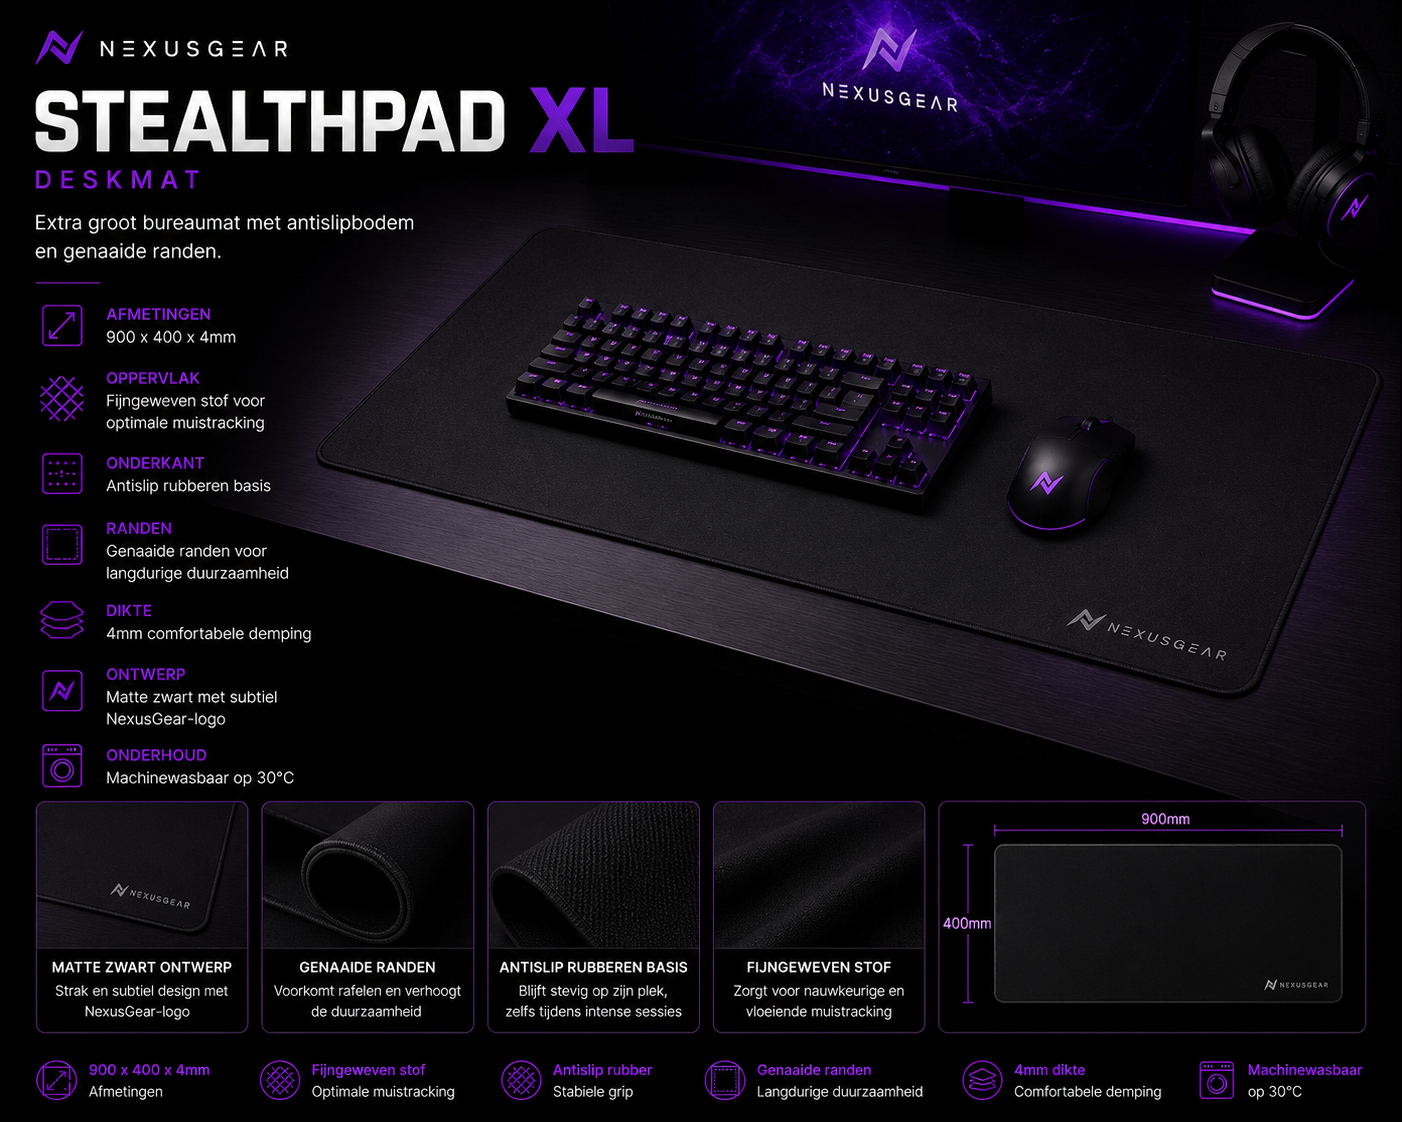 NEXUSGEAR
STEALTHPAD XL
DESKMAT
Extra groot bureaumat met antislipbodem
en genaaide randen.
AFMETINGEN
900 x 400 x 4mm
OPPERVLAK
Fijngeweven stof voor
optimale muistracking
ONDERKANT
Antislip rubberen basis
RANDEN
Genaaide randen voor
langdurige duurzaamheid
DIKTE
4mm comfortabele demping
ONTWERP
Matte zwart met subtiel
NexusGear-logo
ONDERHOUD
Machinewasbaar op 30°C
NEXUSGEAR
NEXUSGEAR
NEXUSGEAR
MATTE ZWART ONTWERP
Strak en subtiel design met
NexusGear-logo
GENAAIDE RANDEN
Voorkomt rafelen en verhoogt
de duurzaamheid
ANTISLIP RUBBEREN BASIS
Blijft stevig op zijn plek,
zelfs tijdens intense sessies
FIJNGEWEVEN STOF
Zorgt voor nauwkeurige en
vloeiende muistracking
900mm
400mm
NEXUSGEAR
900 x 400 x 4mm
Afmetingen
Fijngeweven stof
Optimale muistracking
Antislip rubber
Stabiele grip
Genaaide randen
Langdurige duurzaamheid
4mm dikte
Comfortabele demping
Machinewasbaar
op 30°C